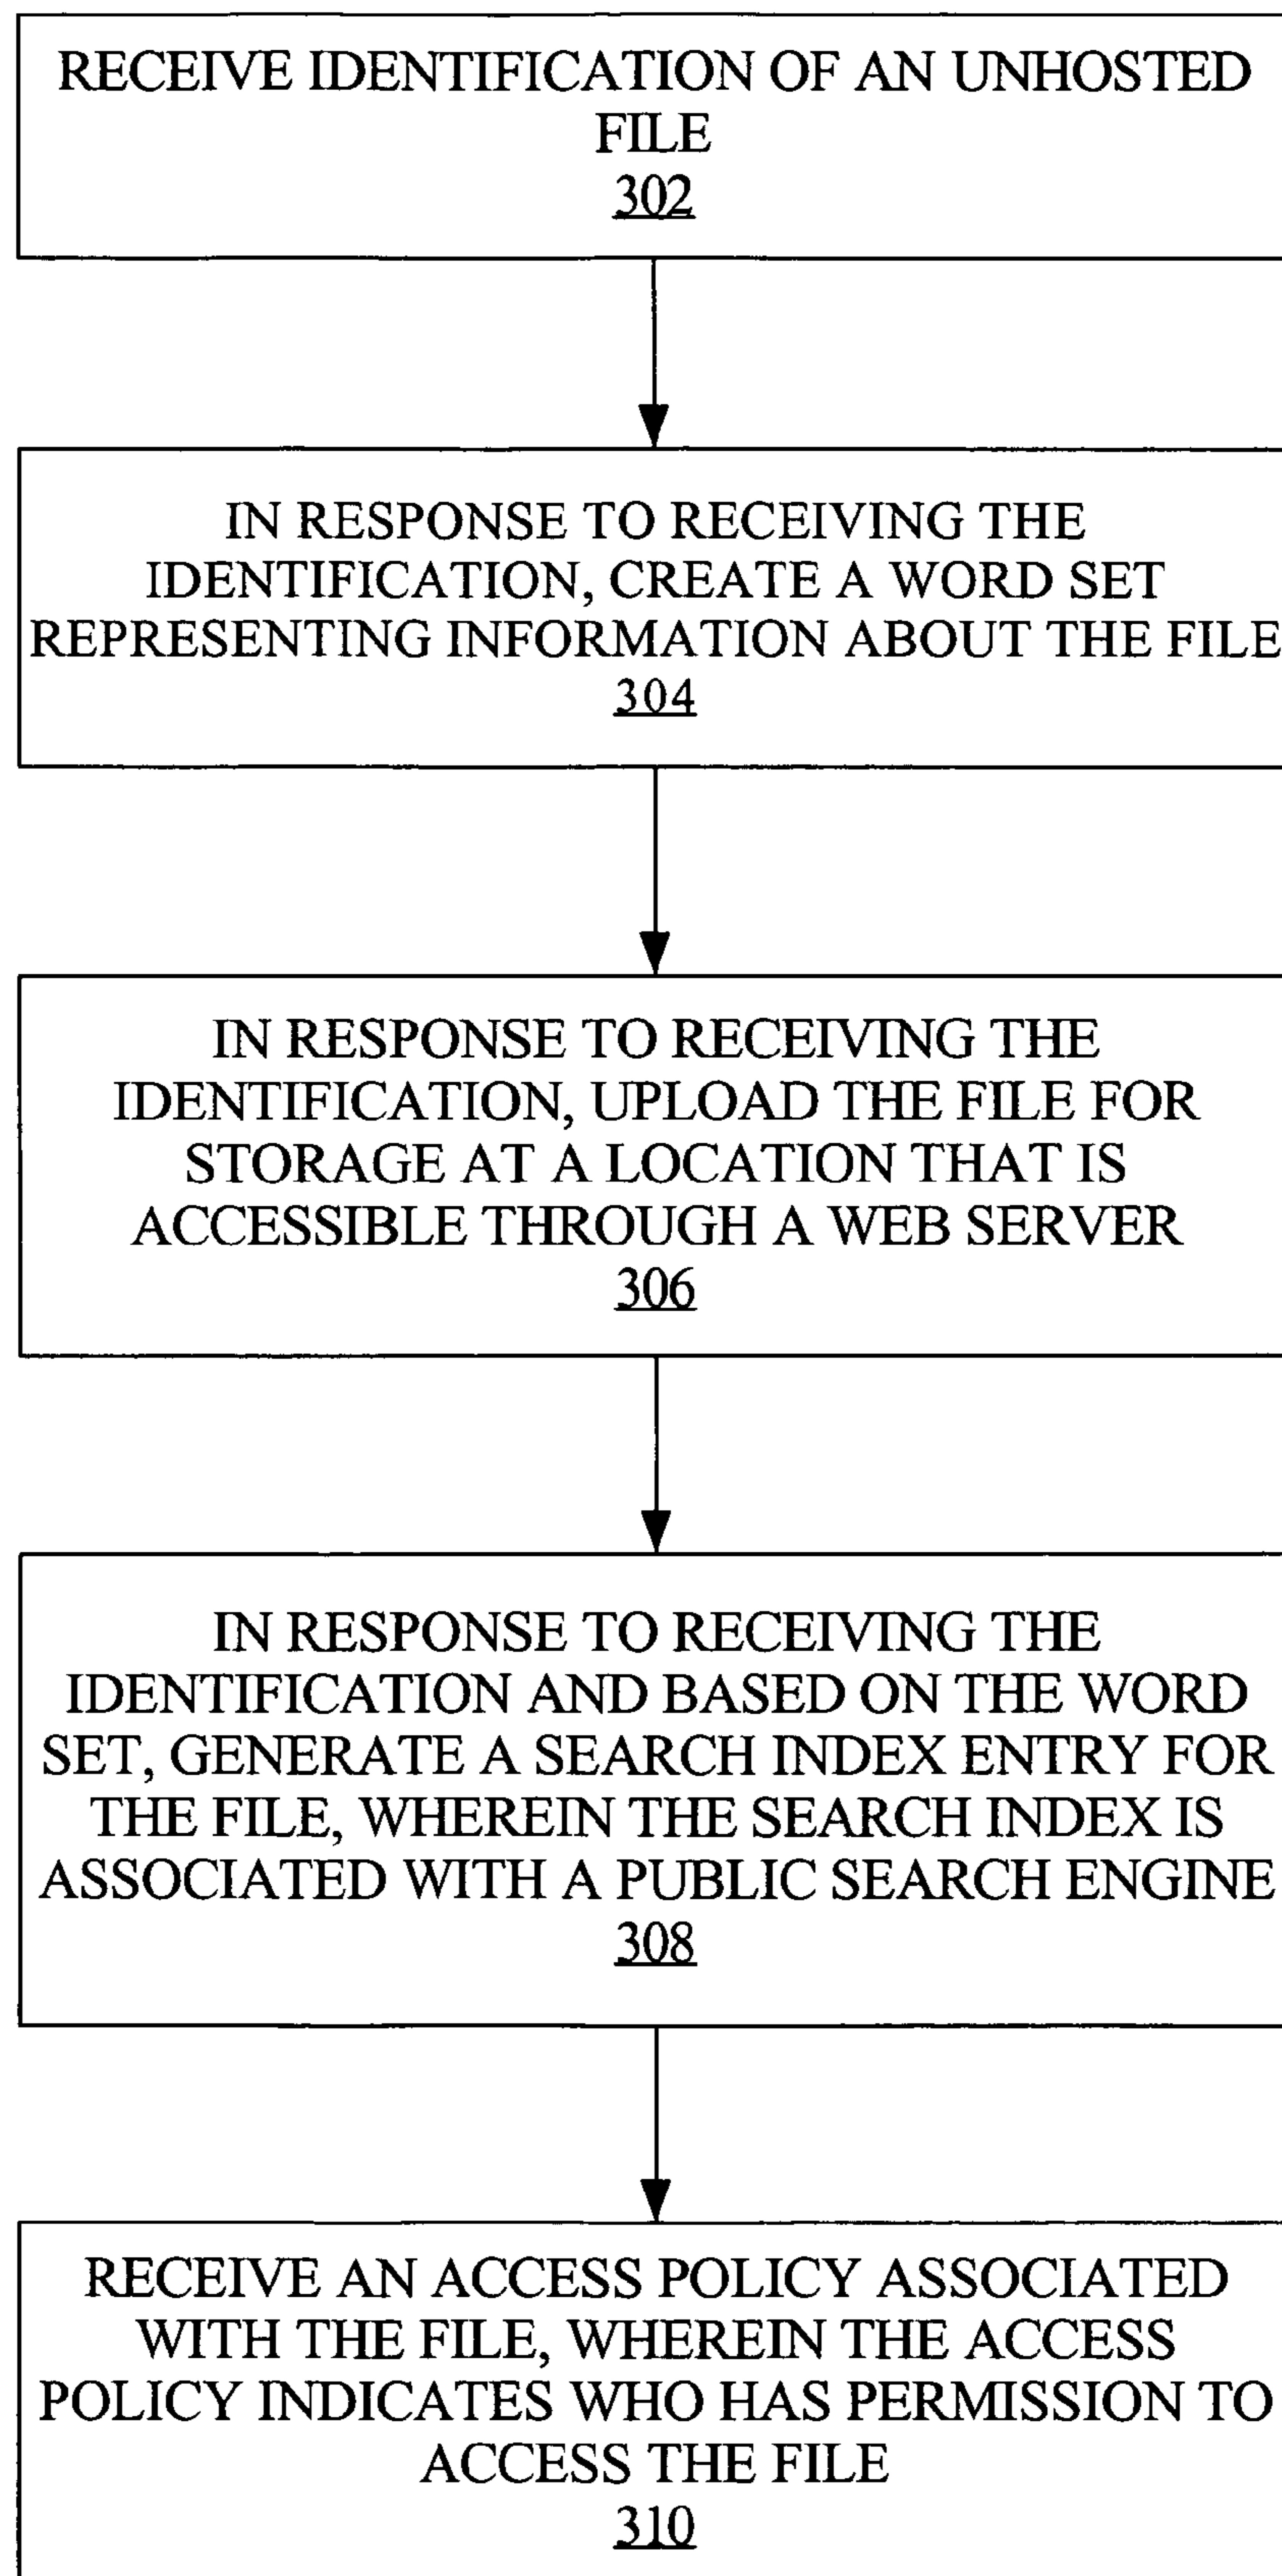 RECEIVE IDENTIFICATION OF AN UNHOSTED
FILE
302
IN RESPONSE TO RECEIVING THE
IDENTIFICATION, CREATE A WORD SET
REPRESENTING INFORMATION ABOUT THE FILE
304
IN RESPONSE TO RECEIVING THE
IDENTIFICATION, UPLOAD THE FILE FOR
STORAGE AT A LOCATION THAT IS
ACCESSIBLE THROUGH A WEB SERVER
306
IN RESPONSE TO RECEIVING THE
IDENTIFICATION AND BASED ON THE WORD
SET, GENERATE A SEARCH INDEX ENTRY FOR
THE FILE, WHEREIN THE SEARCH INDEX IS
ASSOCIATED WITH A PUBLIC SEARCH ENGINE
308
RECEIVE AN ACCESS POLICY ASSOCIATED
WITH THE FILE, WHEREIN THE ACCESS
POLICY INDICATES WHO HAS PERMISSION TO
ACCESS THE FILE
310